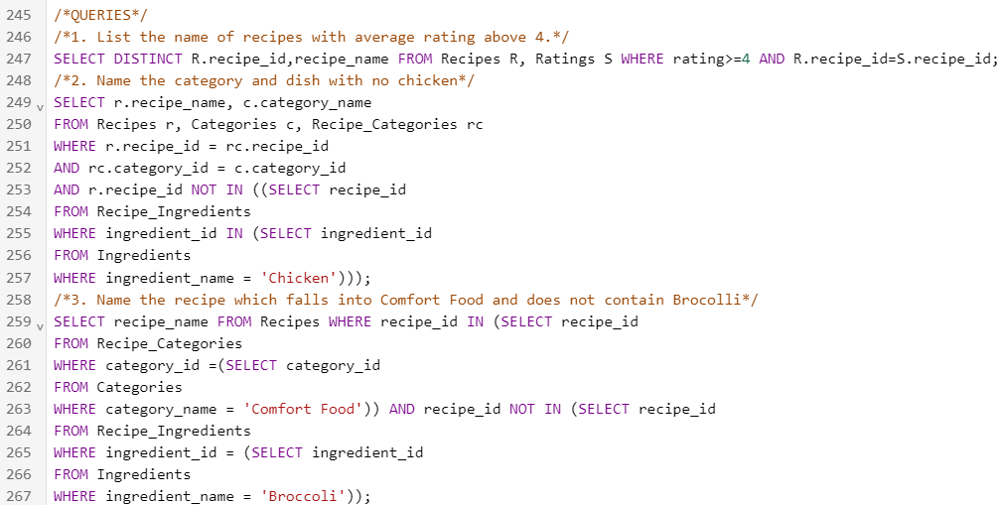 245 /*QUERIES*/
246 /*1. List the name of recipes with average rating above 4.*/
247 SELECT DISTINCT R.recipe_id,recipe_name FROM Recipes R, Ratings S WHERE rating>=4 AND R.recipe_id=S.recipe_id;
248 /*2. Name the category and dish with no chicken*/
249 SELECT r.recipe_name, c.category_name
250 FROM Recipes r, Categories c, Recipe_Categories rc
251 WHERE r.recipe_id = rc.recipe_id
252 AND rc.category_id = c.category_id
253 AND r.recipe_id NOT IN ((SELECT recipe_id
254 FROM Recipe_Ingredients
255 WHERE ingredient_id IN (SELECT ingredient_id
256 FROM Ingredients
257 WHERE ingredient_name = 'Chicken')));
258 /*3. Name the recipe which falls into Comfort Food and does not contain Brocolli*/
259 SELECT recipe_name FROM Recipes WHERE recipe_id IN (SELECT recipe_id
260 FROM Recipe_Categories
261 WHERE category_id =(SELECT category_id
262 FROM Categories
263 WHERE category_name = 'Comfort Food')) AND recipe_id NOT IN (SELECT recipe_id
264 FROM Recipe_Ingredients
265 WHERE ingredient_id = (SELECT ingredient_id
266 FROM Ingredients
267 WHERE ingredient_name = 'Broccoli'));